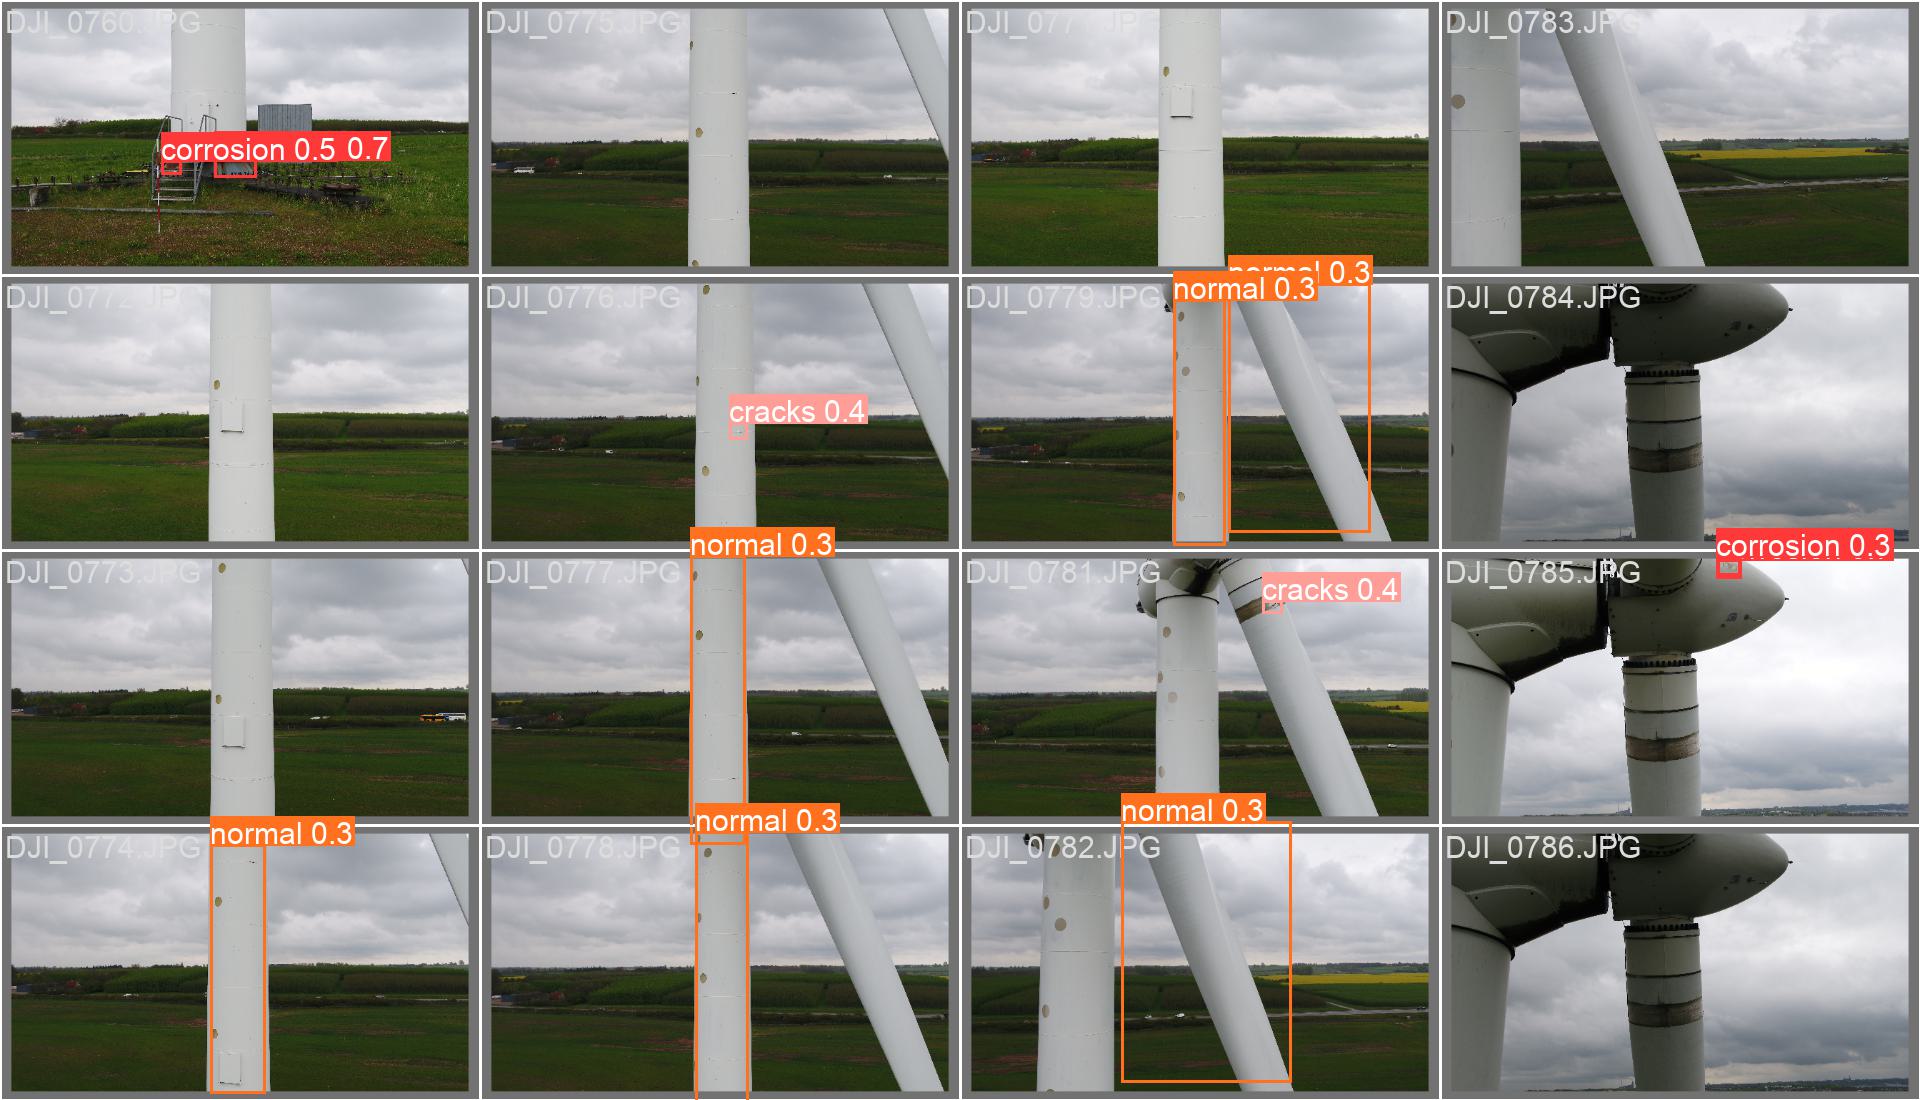 DJI_0760.JPG
corrosion 0.5 0.7
DJI_0775.JPG
DJI_0783.JPG
DJI_0772.JPG
DJI_0776.JPG
cracks 0.4
DJI_0779.JPG
normal 0.3
normal 0.3
DJI_0784.JPG
DJI_0773.JPG
DJI_0777.JPG
normal 0.3
DJI_0781.JPG
cracks 0.4
DJI_0785.JPG
corrosion 0.3
DJI_0774.JPG
normal 0.3
DJI_0778.JPG
normal 0.3
DJI_0782.JPG
normal 0.3
DJI_0786.JPG